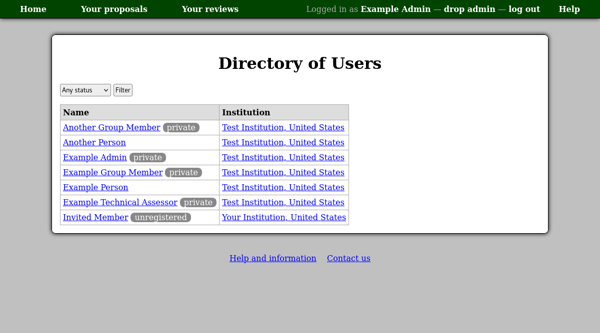 Home Your proposals Your reviews Logged in as Example Admin — drop admin — log out Help
Directory of Users
Any status Filter
Name Institution
Another Group Member private Test Institution, United States
Another Person Test Institution, United States
Example Admin private Test Institution, United States
Example Group Member private Test Institution, United States
Example Person Test Institution, United States
Example Technical Assessor private Test Institution, United States
Invited Member unregistered Your Institution, United States
Help and information Contact us